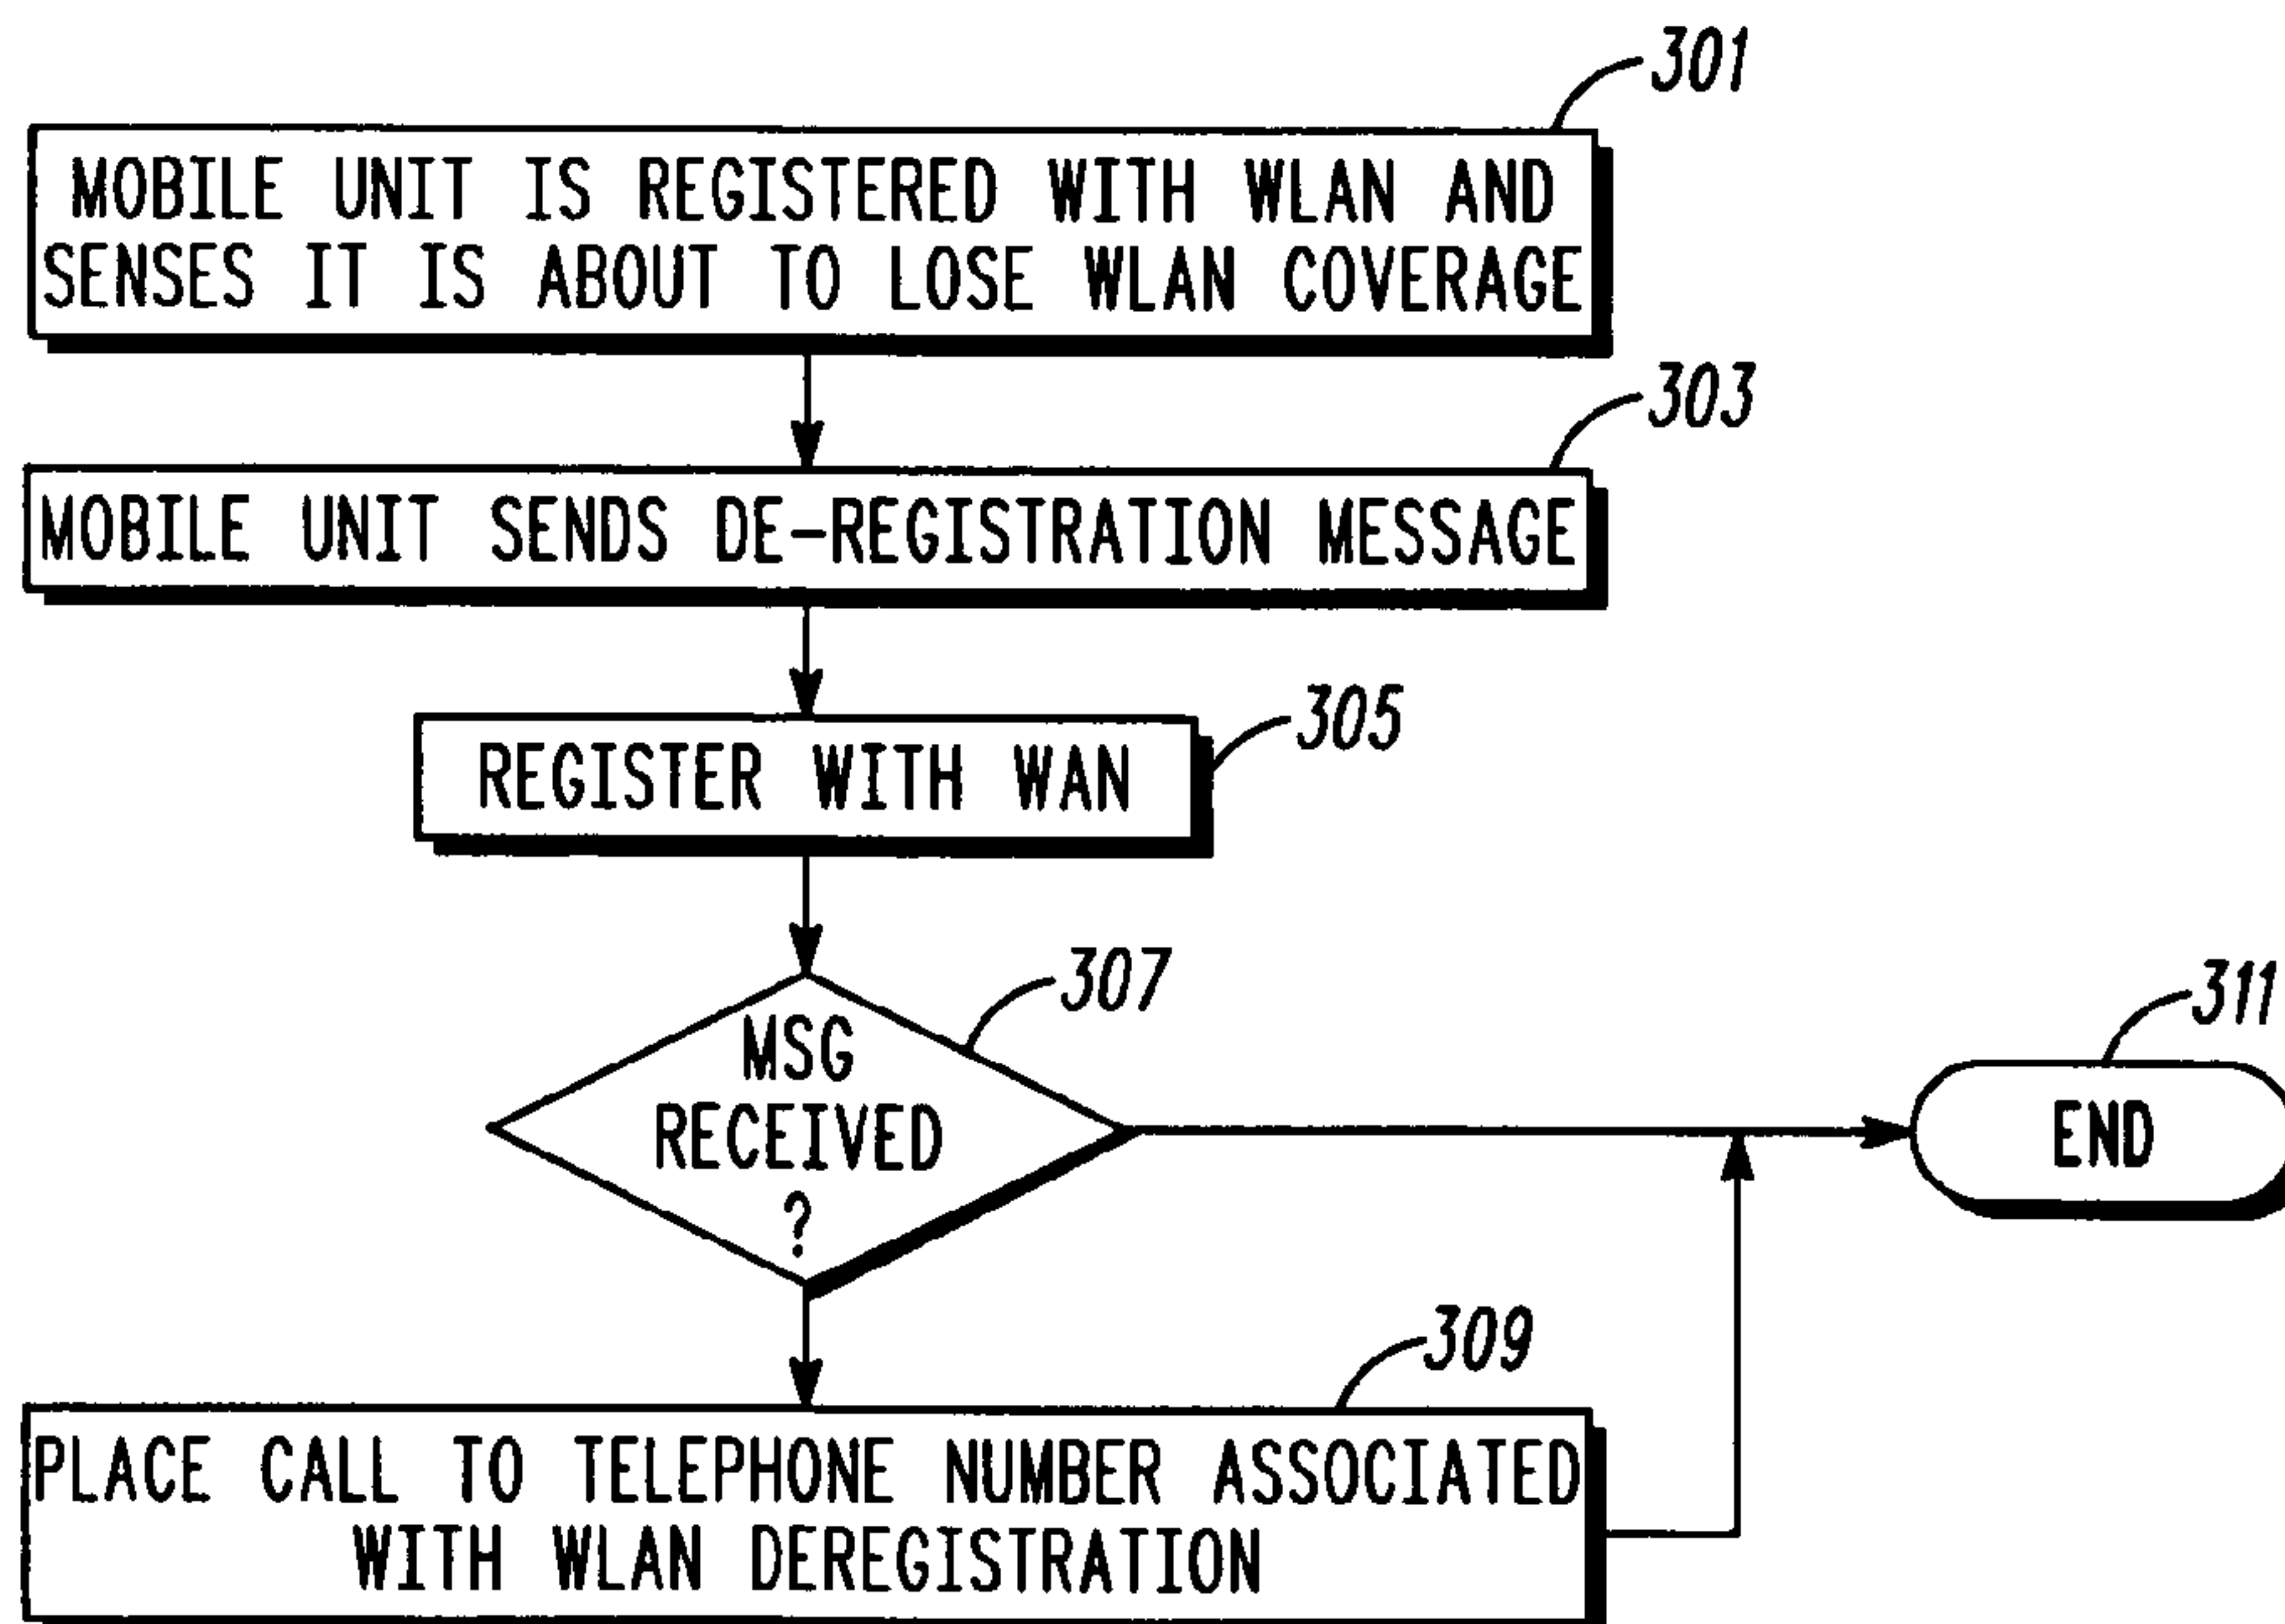 301
MOBILE UNIT IS REGISTERED WITH WLAN AND
SENSES IT IS ABOUT TO LOSE WLAN COVERAGE
303
MOBILE UNIT SENDS DE-REGISTRATION MESSAGE
305
REGISTER WITH WAN
307
MSG
RECEIVED
?
311
END
309
PLACE CALL TO TELEPHONE NUMBER ASSOCIATED
WITH WLAN DEREGISTRATION